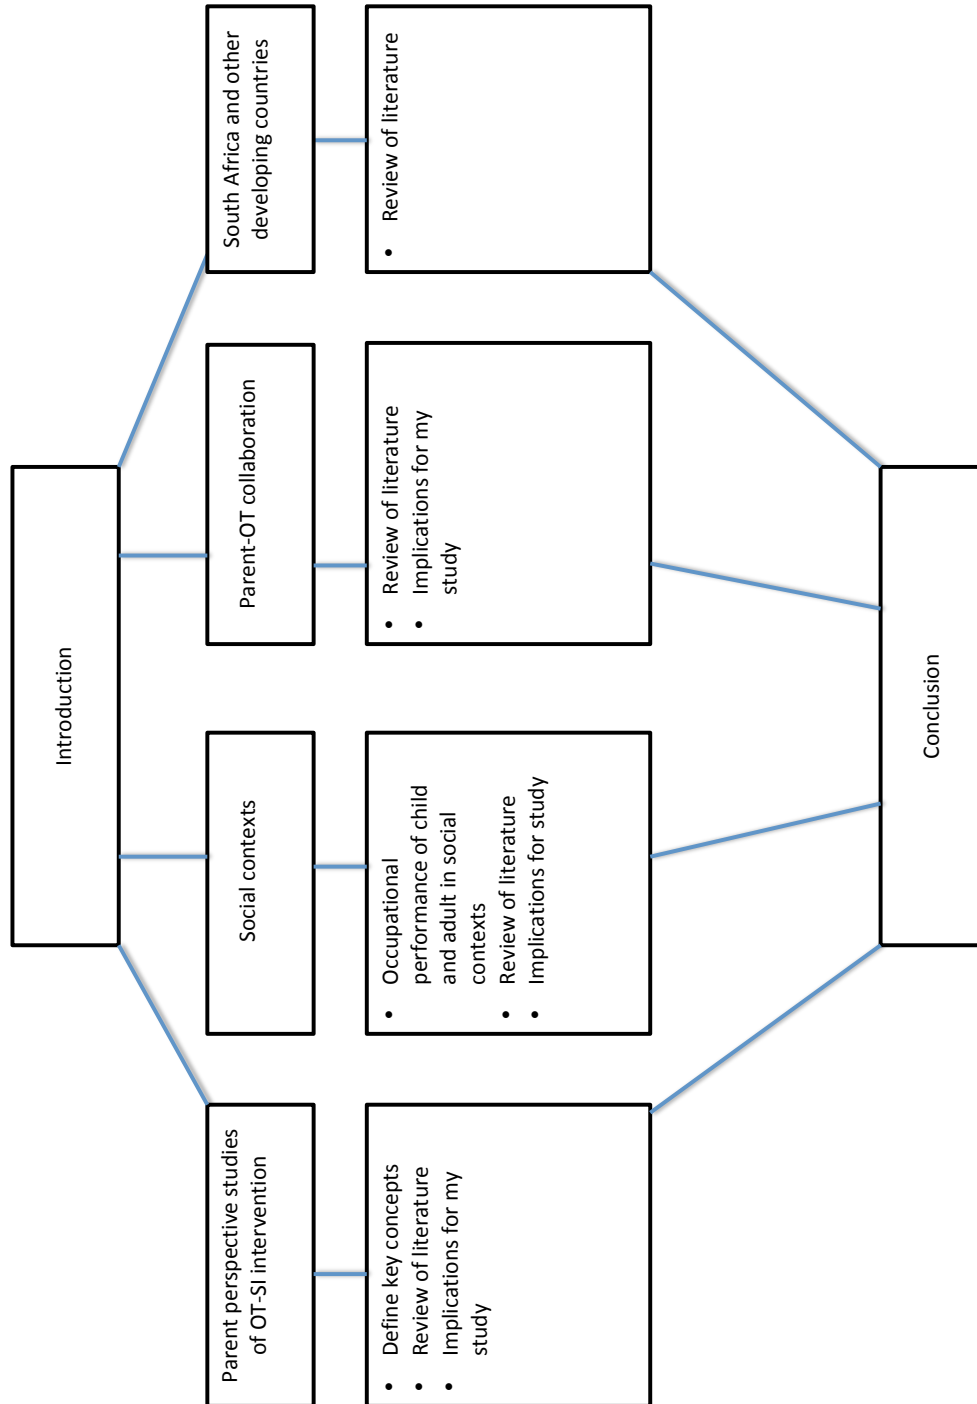 Introduction
Parent perspective studies
of OT-SI intervention
Social contexts
Parent-OT collaboration
South Africa and other
developing countries
• Define key concepts
• Review of literature
• Implications for my
study
• Occupational
performance of child
and adult in social
contexts
• Review of literature
• Implications for study
• Review of literature
• Implications for my
study
• Review of literature
Conclusion